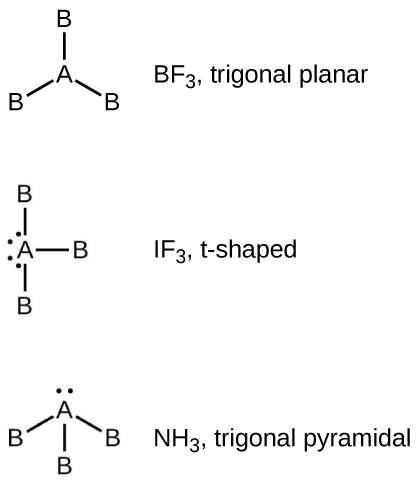 B
A
B B
BF3, trigonal planar
B
A B
B
IF3, t-shaped
A
B B
B
NH3, trigonal pyramidal